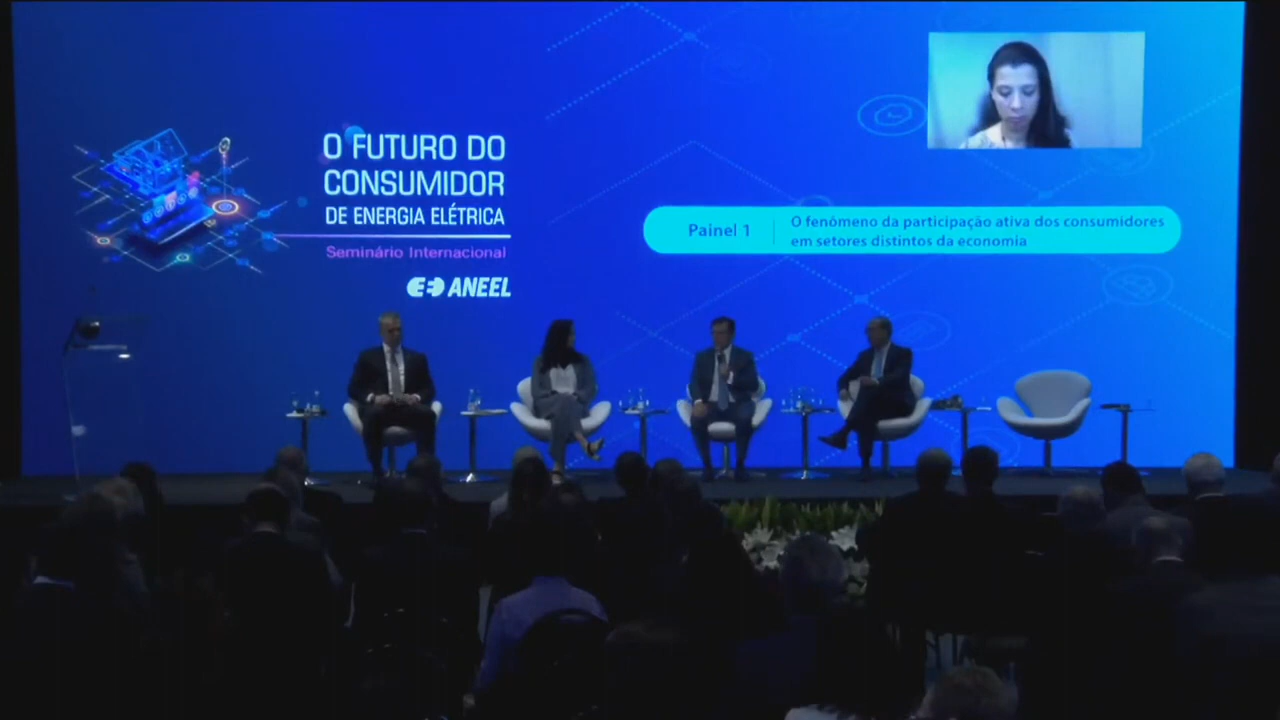 O FUTURO DO
CONSUMIDOR
DE ENERGIA ELÉTRICA
Seminário Internacional
ANEEL
Painel 1
O fenômeno da participação ativa dos consumidores
em setores distintos da economia